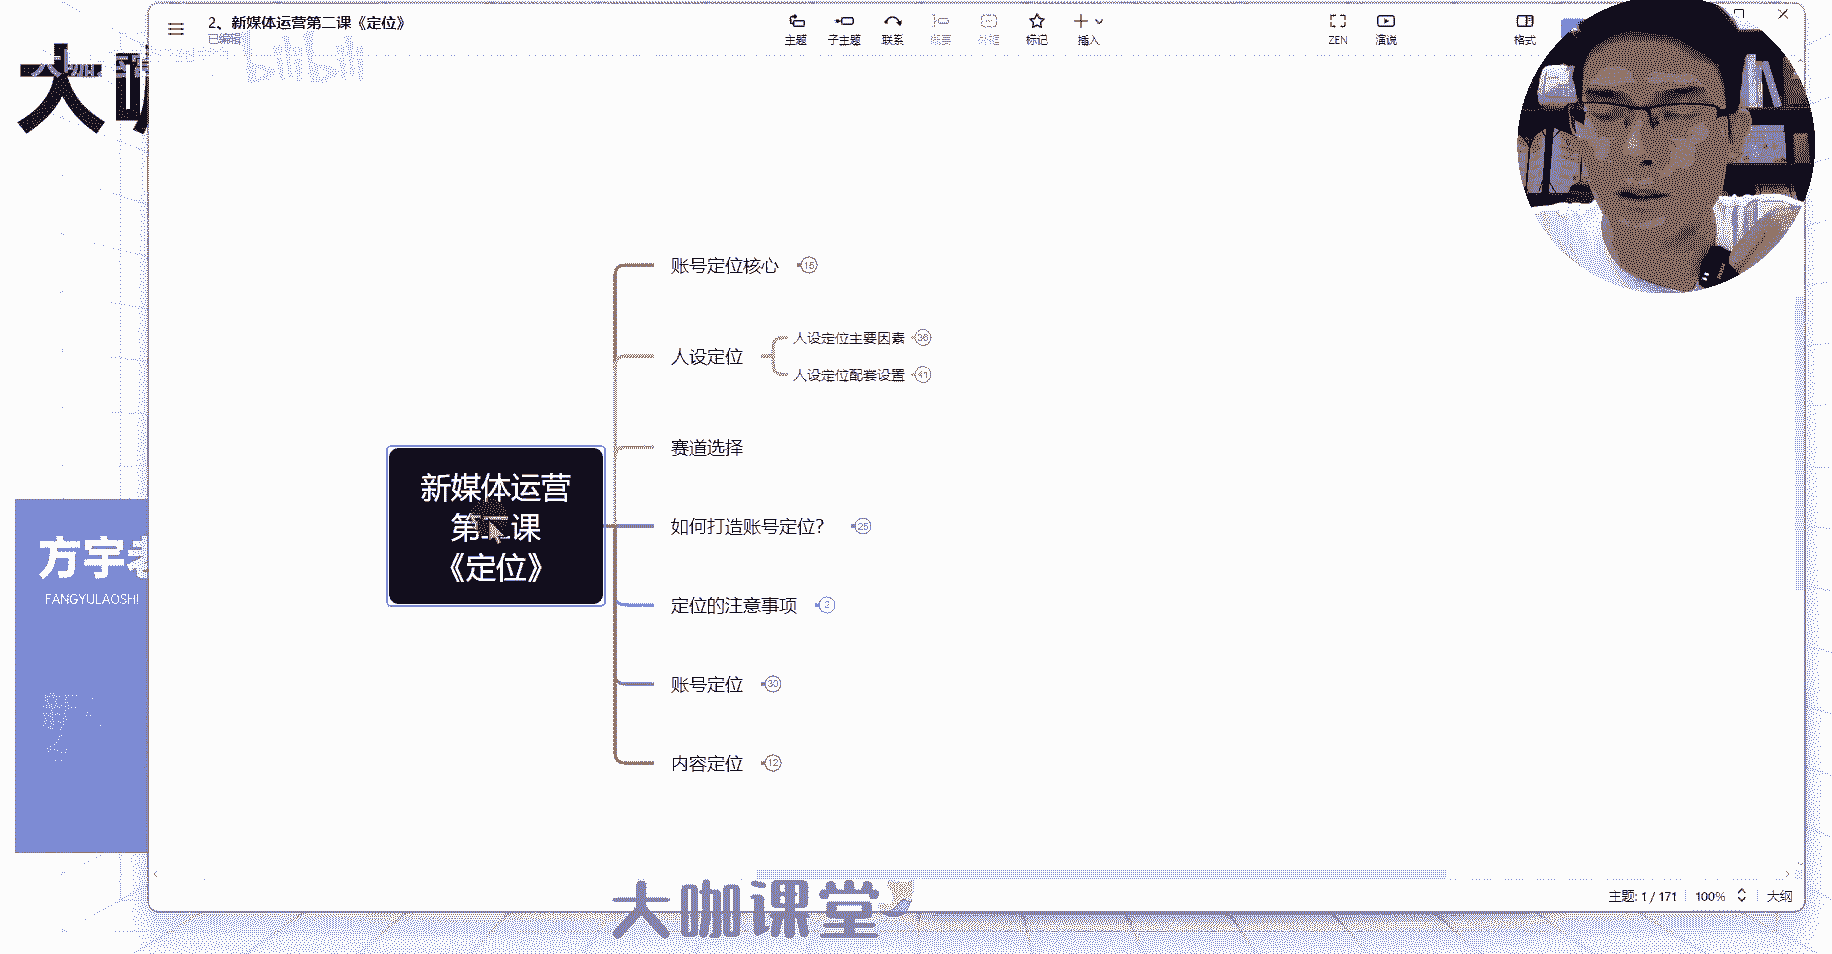 2、新媒体运营第二课《定位》
已编辑
主题
子主题
联系
概要
外框
标记
插入
ZEN
演说
格式
bilibili
大咖
账号定位核心 15
人设定位
人设定位主要因素 36
人设定位配套设置 41
赛道选择
新媒体运营
第二课
《定位》
如何打造账号定位？ 25
定位的注意事项 2
账号定位 30
内容定位 12
方宇老
FANGYULAOSHI
大咖课堂
主题: 1 / 171
100%
大纲